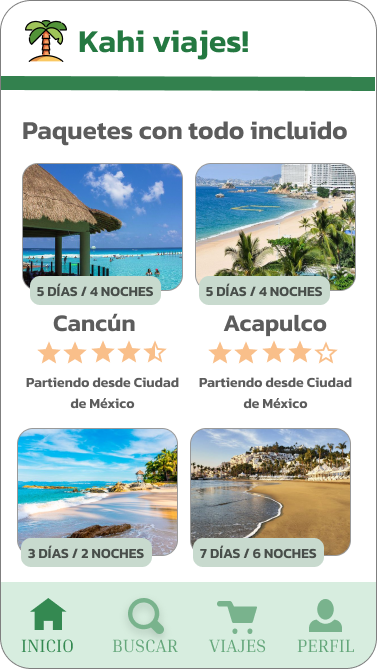 Kahi viajes!
Paquetes con todo incluido
5 DÍAS / 4 NOCHES
5 DÍAS / 4 NOCHES
Cancún
Acapulco
Partiendo desde Ciudad
de México
Partiendo desde Ciudad
de México
3 DÍAS / 2 NOCHES
7 DÍAS / 6 NOCHES
INICIO
BUSCAR
VIAJES
PERFIL